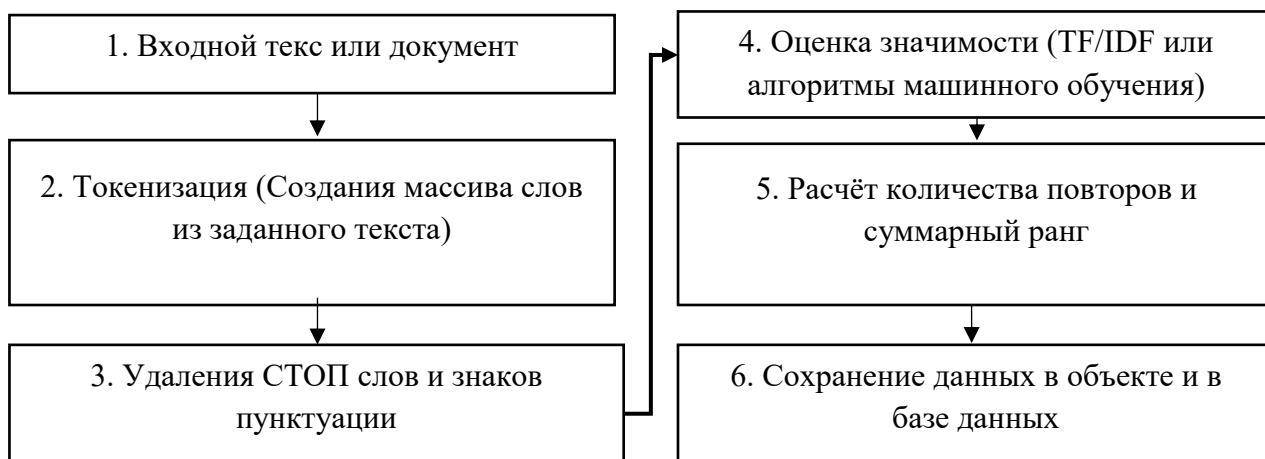 1. Входной текс или документ
2. Токенизация (Создания массива слов
из заданного текста)
3. Удаления СТОП слов и знаков
пунктуации
4. Оценка значимости (TF/IDF или
алгоритмы машинного обучения)
5. Расчёт количества повторов и
суммарный ранг
6. Сохранение данных в объекте и в
базе данных